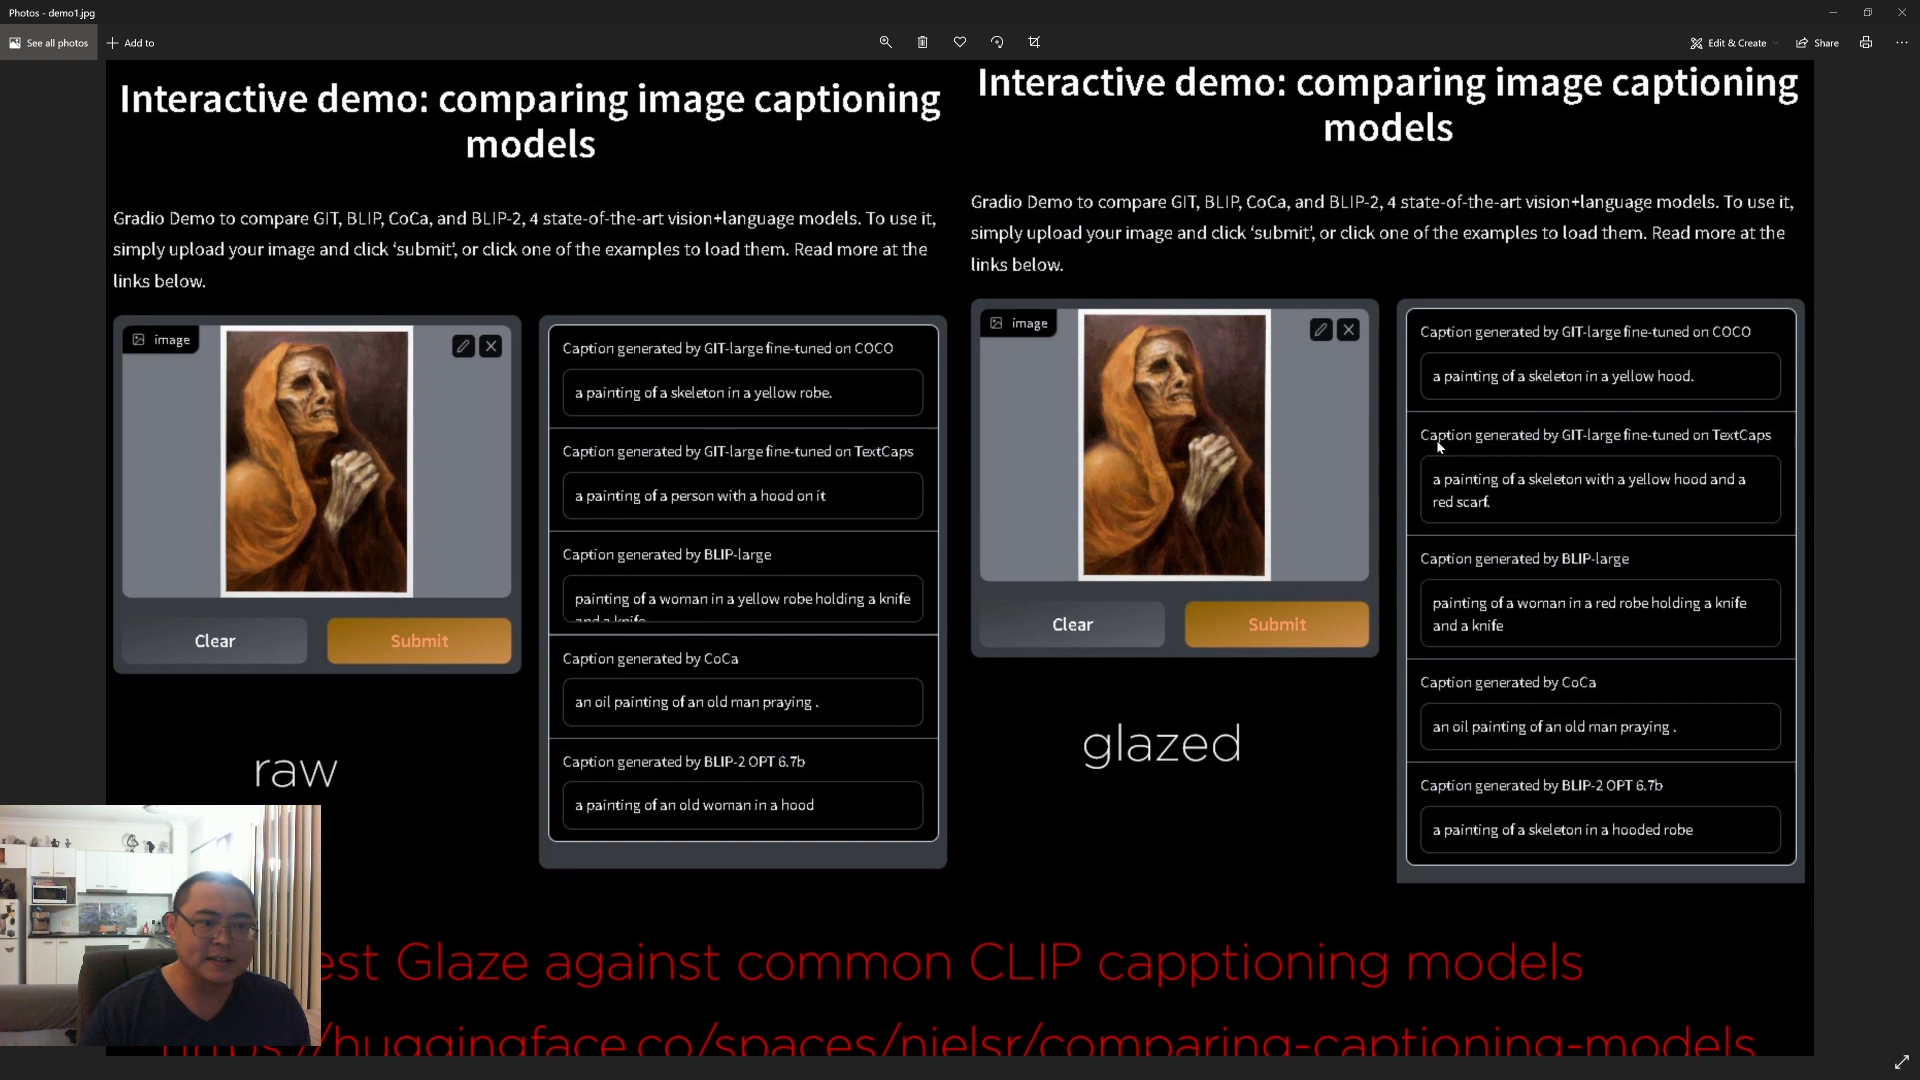 Photos - demo1.jpg
See all photos
Add to
Edit & Create
Share
Interactive demo: comparing image captioning
models
Gradio Demo to compare GIT, BLIP, CoCa, and BLIP-2, 4 state-of-the-art vision+language models. To use it,
simply upload your image and click ‘submit’, or click one of the examples to load them. Read more at the
links below.
image
Clear
Submit
Caption generated by GIT-large fine-tuned on COCO
a painting of a skeleton in a yellow robe.
Caption generated by GIT-large fine-tuned on TextCaps
a painting of a person with a hood on it
Caption generated by BLIP-large
painting of a woman in a yellow robe holding a knife
and a knife
Caption generated by CoCa
an oil painting of an old man praying .
Caption generated by BLIP-2 OPT 6.7b
a painting of an old woman in a hood
raw
Interactive demo: comparing image captioning
models
Gradio Demo to compare GIT, BLIP, CoCa, and BLIP-2, 4 state-of-the-art vision+language models. To use it,
simply upload your image and click ‘submit’, or click one of the examples to load them. Read more at the
links below.
image
Clear
Submit
Caption generated by GIT-large fine-tuned on COCO
a painting of a skeleton in a yellow hood.
Caption generated by GIT-large fine-tuned on TextCaps
a painting of a skeleton with a yellow hood and a
red scarf.
Caption generated by BLIP-large
painting of a woman in a red robe holding a knife
and a knife
Caption generated by CoCa
an oil painting of an old man praying .
Caption generated by BLIP-2 OPT 6.7b
a painting of a skeleton in a hooded robe
glazed
est Glaze against common CLIP capptioning models
https://huggingface.co/spaces/nielsr/comparing-captioning-models